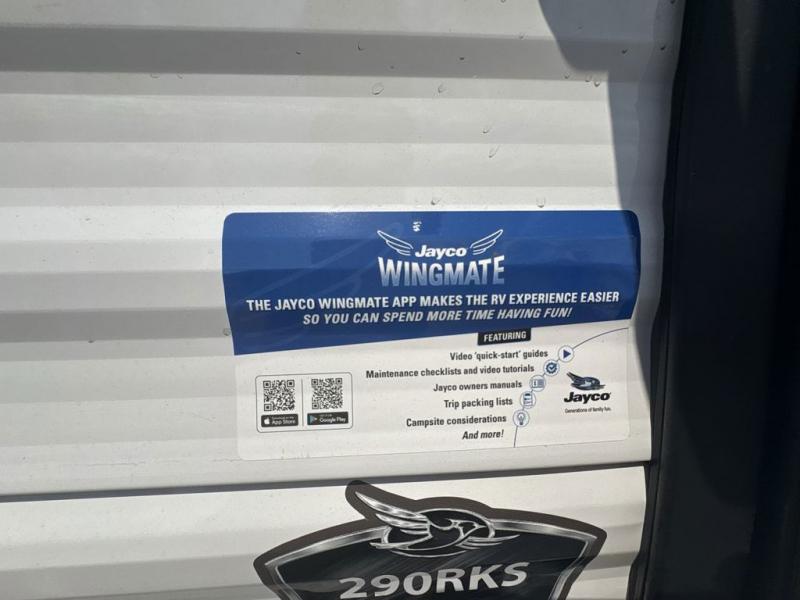 Jayco
WINGMATE
THE JAYCO WINGMATE APP MAKES THE RV EXPERIENCE EASIER
SO YOU CAN SPEND MORE TIME HAVING FUN!
FEATURING
Video 'quick-start' guides
Maintenance checklists and video tutorials
Jayco owners manuals
Trip packing lists
Campsite considerations
And more!
App Store
Google Play
Jayco
Generations of family fun.
290RKS